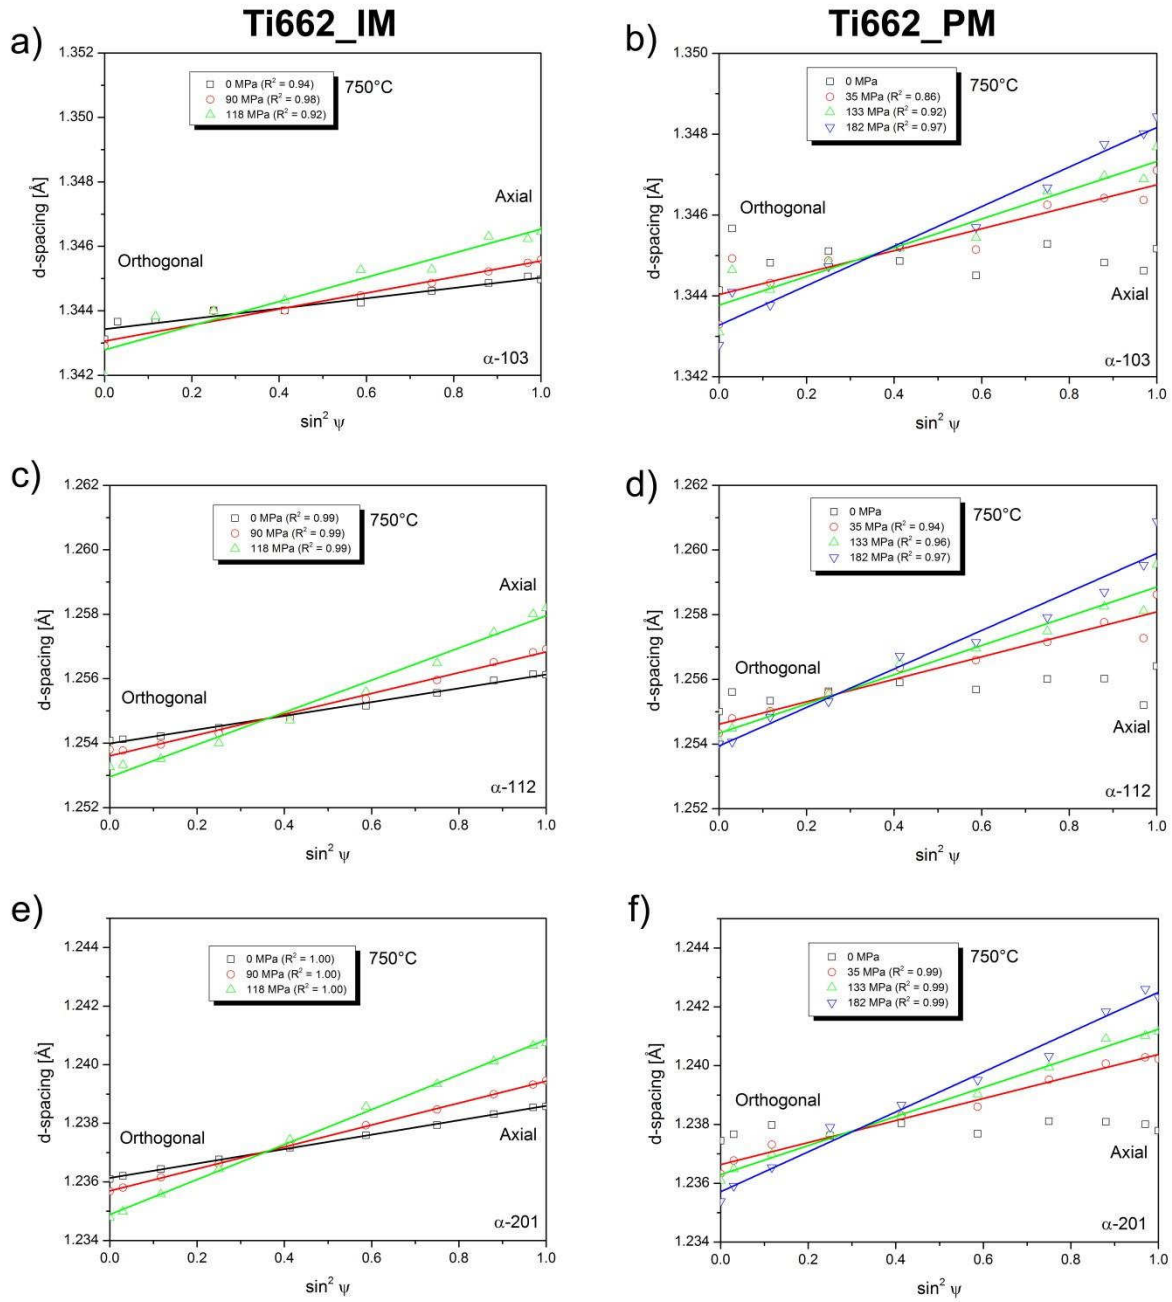 Ti662_IM
Ti662_PM
a)
1.352
1.350
1.348
1.346
1.344
1.342
d-spacing [Å]
0 MPa (R² = 0.94)
90 MPa (R² = 0.98)
118 MPa (R² = 0.92)
750°C
Orthogonal
Axial
α-103
0.0 0.2 0.4 0.6 0.8 1.0
sin² ψ
b)
1.350
1.348
1.346
1.344
1.342
d-spacing [Å]
0 MPa
35 MPa (R² = 0.86)
133 MPa (R² = 0.92)
182 MPa (R² = 0.97)
750°C
Orthogonal
Axial
α-103
0.0 0.2 0.4 0.6 0.8 1.0
sin² ψ
c)
1.262
1.260
1.258
1.256
1.254
1.252
d-spacing [Å]
0 MPa (R² = 0.99)
90 MPa (R² = 0.99)
118 MPa (R² = 0.99)
750°C
Orthogonal
Axial
α-112
0.0 0.2 0.4 0.6 0.8 1.0
sin² ψ
d)
1.262
1.260
1.258
1.256
1.254
1.252
d-spacing [Å]
0 MPa
35 MPa (R² = 0.94)
133 MPa (R² = 0.96)
182 MPa (R² = 0.97)
750°C
Orthogonal
Axial
α-112
0.0 0.2 0.4 0.6 0.8 1.0
sin² ψ
e)
1.244
1.242
1.240
1.238
1.236
1.234
d-spacing [Å]
0 MPa (R² = 1.00)
90 MPa (R² = 1.00)
118 MPa (R² = 1.00)
750°C
Orthogonal
Axial
α-201
0.0 0.2 0.4 0.6 0.8 1.0
sin² ψ
f)
1.244
1.242
1.240
1.238
1.236
1.234
d-spacing [Å]
0 MPa
35 MPa (R² = 0.99)
133 MPa (R² = 0.99)
182 MPa (R² = 0.99)
750°C
Orthogonal
Axial
α-201
0.0 0.2 0.4 0.6 0.8 1.0
sin² ψ